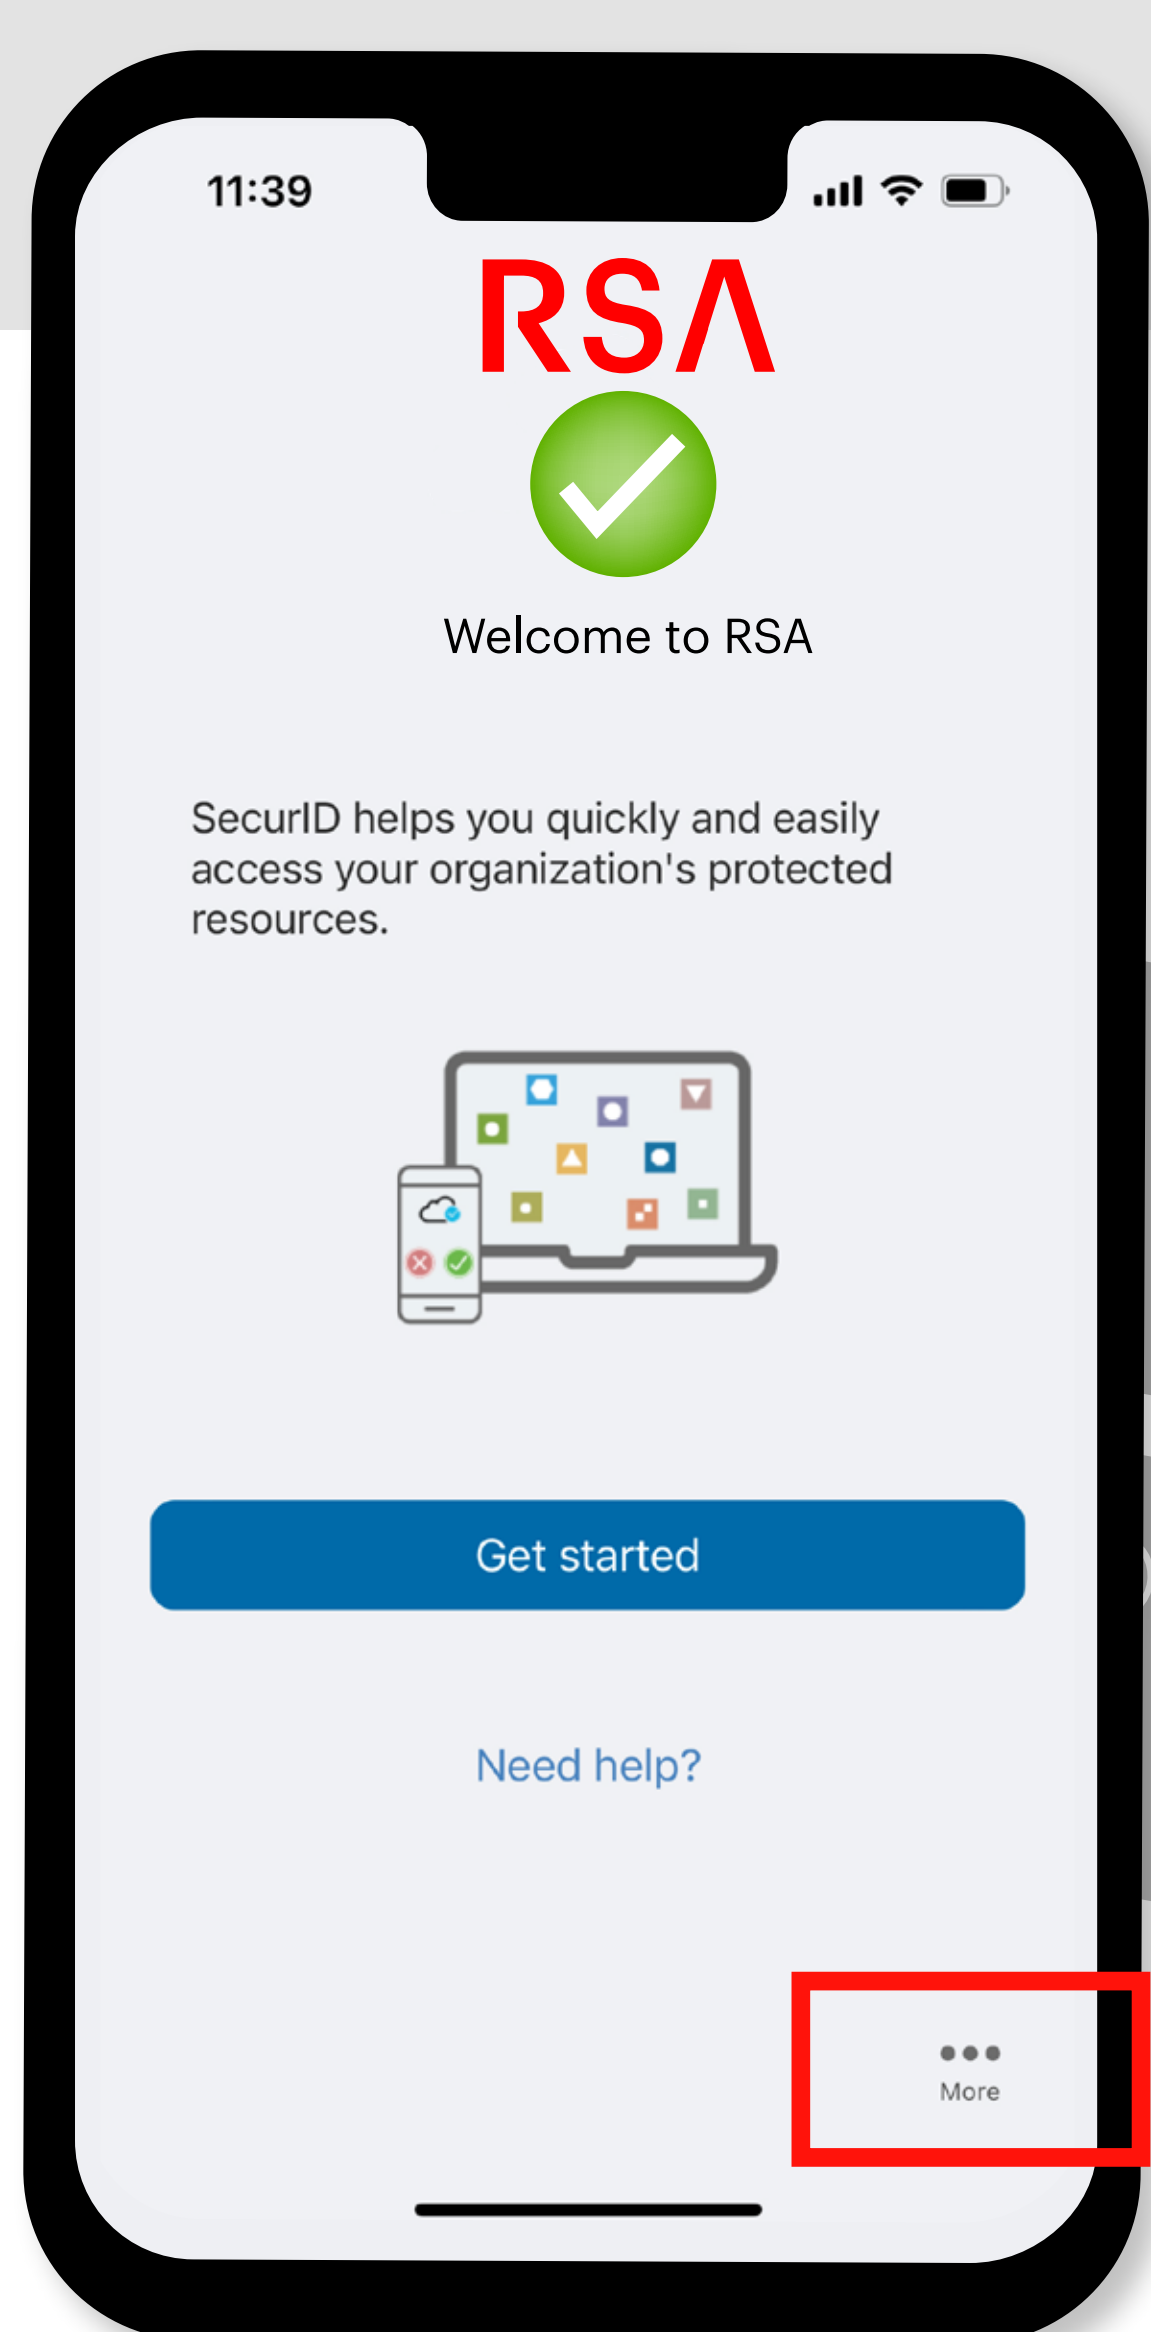 11:39
RSA
Welcome to RSA
SecurID helps you quickly and easily
access your organization's protected
resources.
Get started
Need help?
More